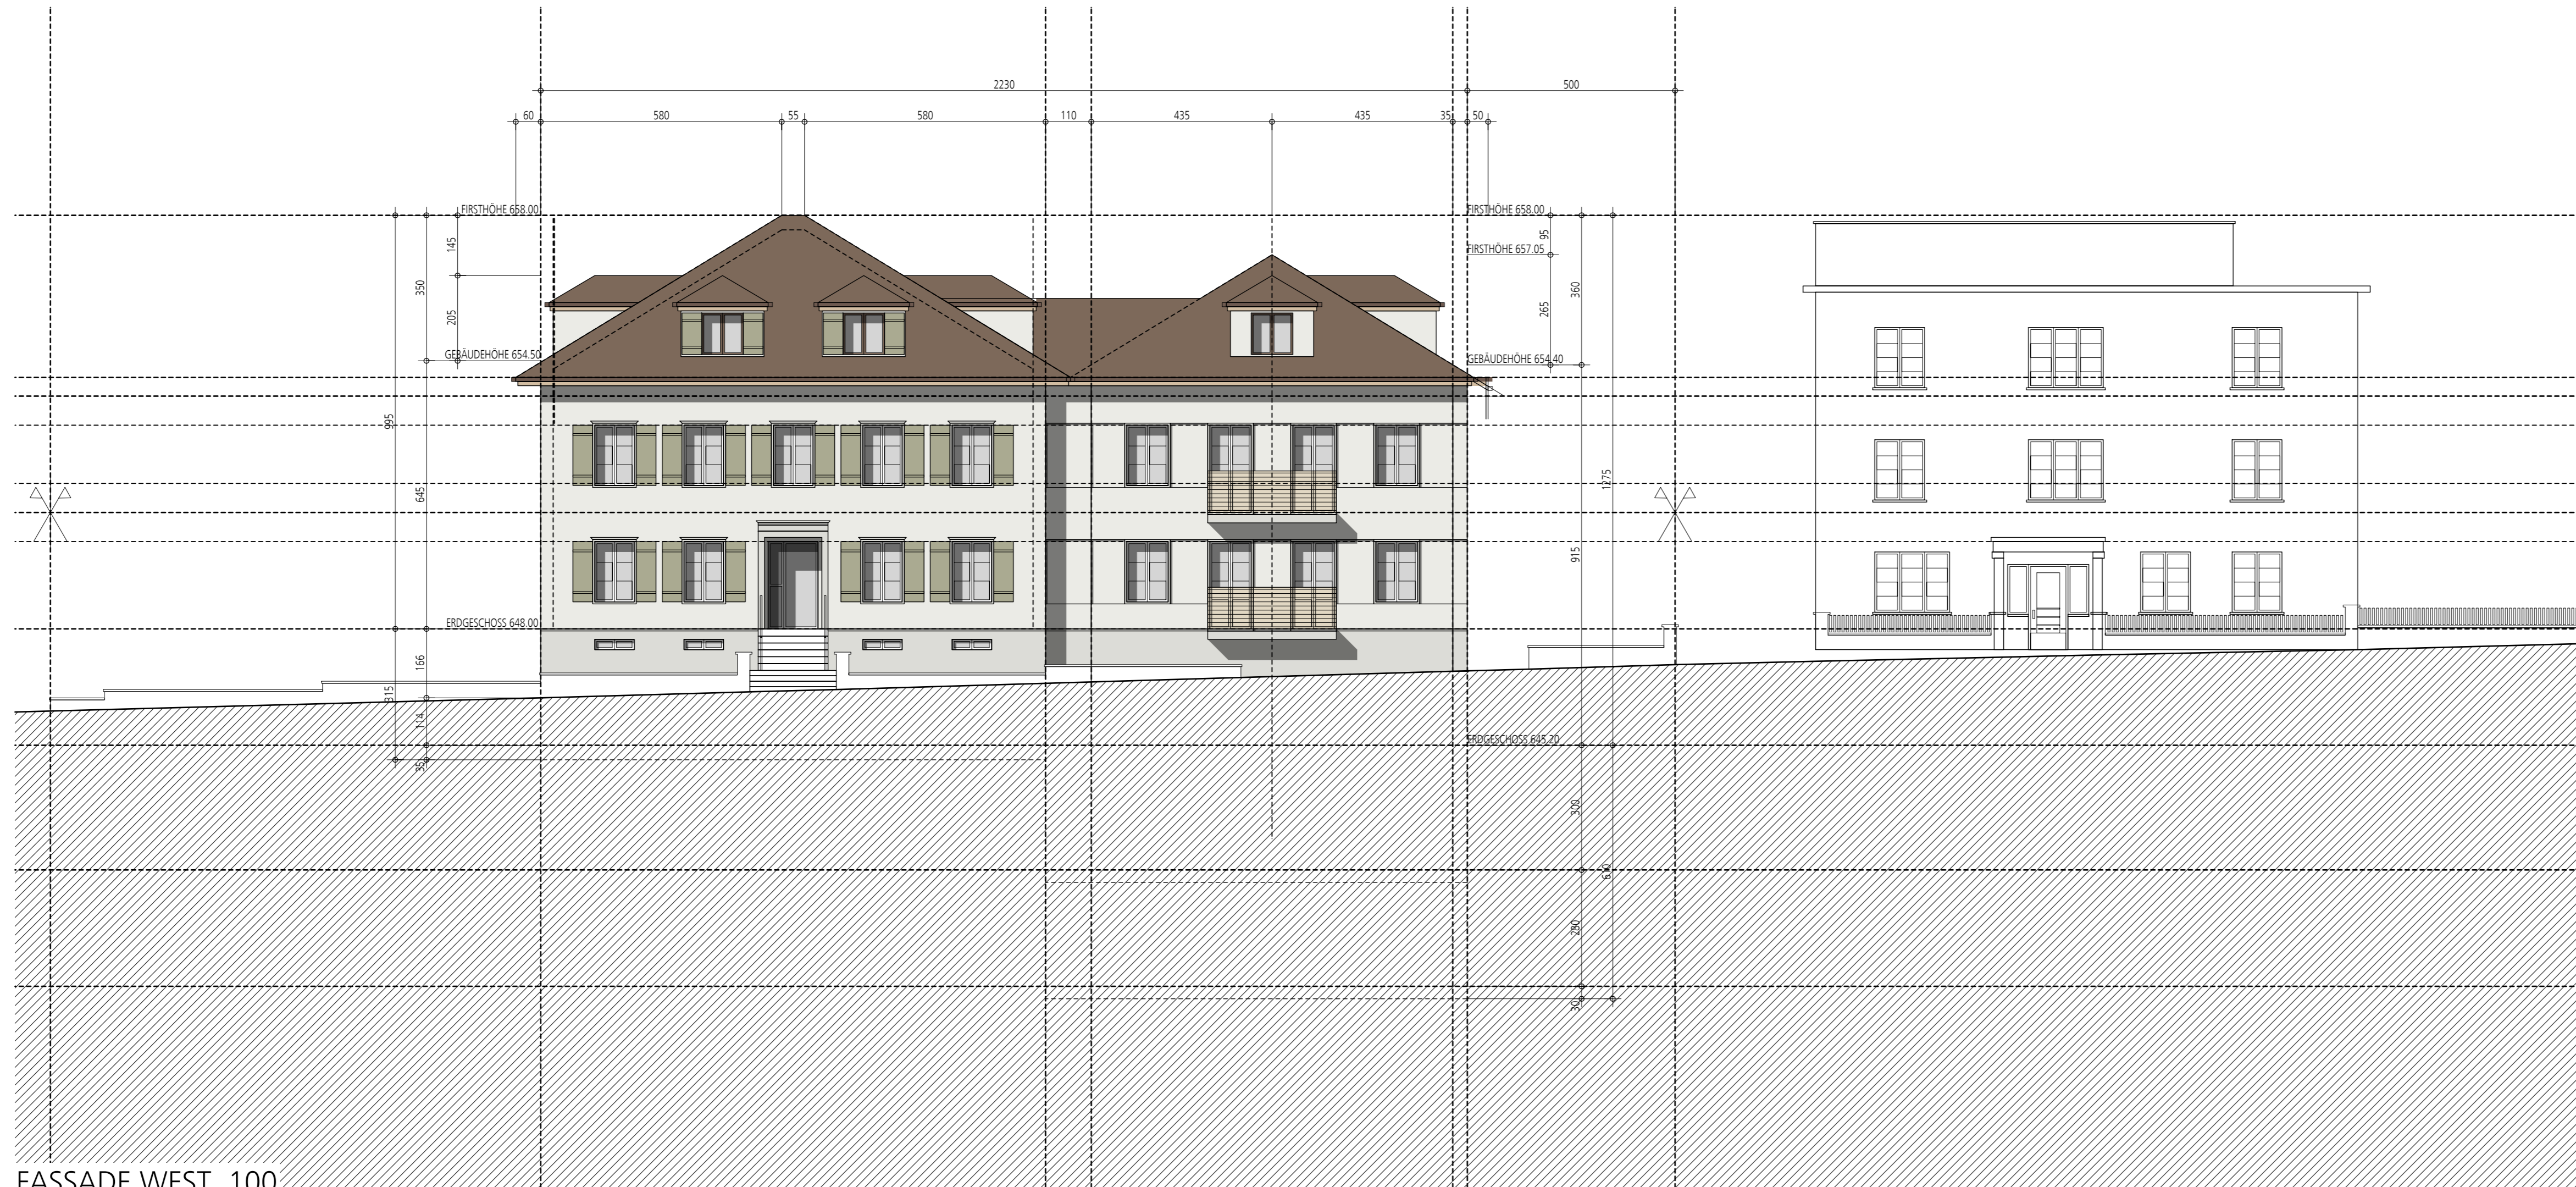 2230 500
60 580 55 580 110 435 435 35 50
FIRSTHÖHE 658.00
FIRSTHÖHE 658.00
145
95
FIRSTHÖHE 657.05
350
360
205
265
GEBÄUDEHÖHE 654.50
GEBÄUDEHÖHE 654.40
995
645
1275
915
ERDGESCHOSS 648.00
166
315
114
35
ERDGESCHOSS 645.20
300
610
280
30
FASSADE WEST 100